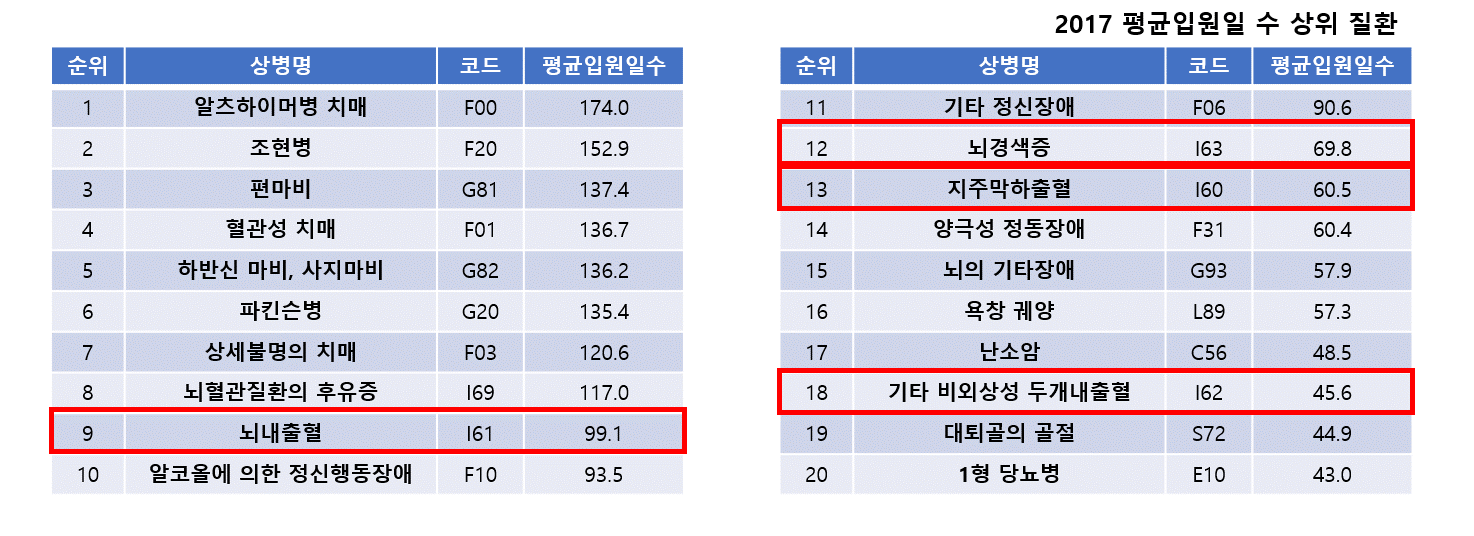 2017 평균입원일 수 상위 질환
순위 상병명 코드 평균입원일수
1 알츠하이머병 치매 F00 174.0
2 조현병 F20 152.9
3 편마비 G81 137.4
4 혈관성 치매 F01 136.7
5 하반신 마비, 사지마비 G82 136.2
6 파킨슨병 G20 135.4
7 상세불명의 치매 F03 120.6
8 뇌혈관질환의 후유증 I69 117.0
9 뇌내출혈 I61 99.1
10 알코올에 의한 정신행동장애 F10 93.5
순위 상병명 코드 평균입원일수
11 기타 정신장애 F06 90.6
12 뇌경색증 I63 69.8
13 지주막하출혈 I60 60.5
14 양극성 정동장애 F31 60.4
15 뇌의 기타장애 G93 57.9
16 욕창 궤양 L89 57.3
17 난소암 C56 48.5
18 기타 비외상성 두개내출혈 I62 45.6
19 대퇴골의 골절 S72 44.9
20 1형 당뇨병 E10 43.0